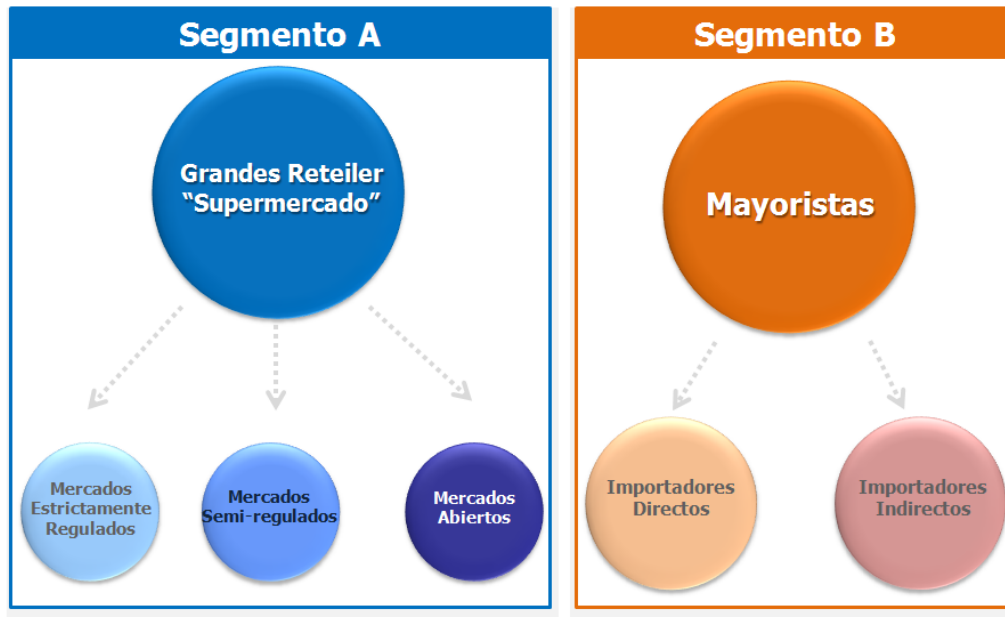 Segmento A
Grandes Reteiler
“Supermercado”
Mercados
Estrictamente
Regulados
Mercados
Semi-regulados
Mercados
Abiertos
Segmento B
Mayoristas
Importadores
Directos
Importadores
Indirectos